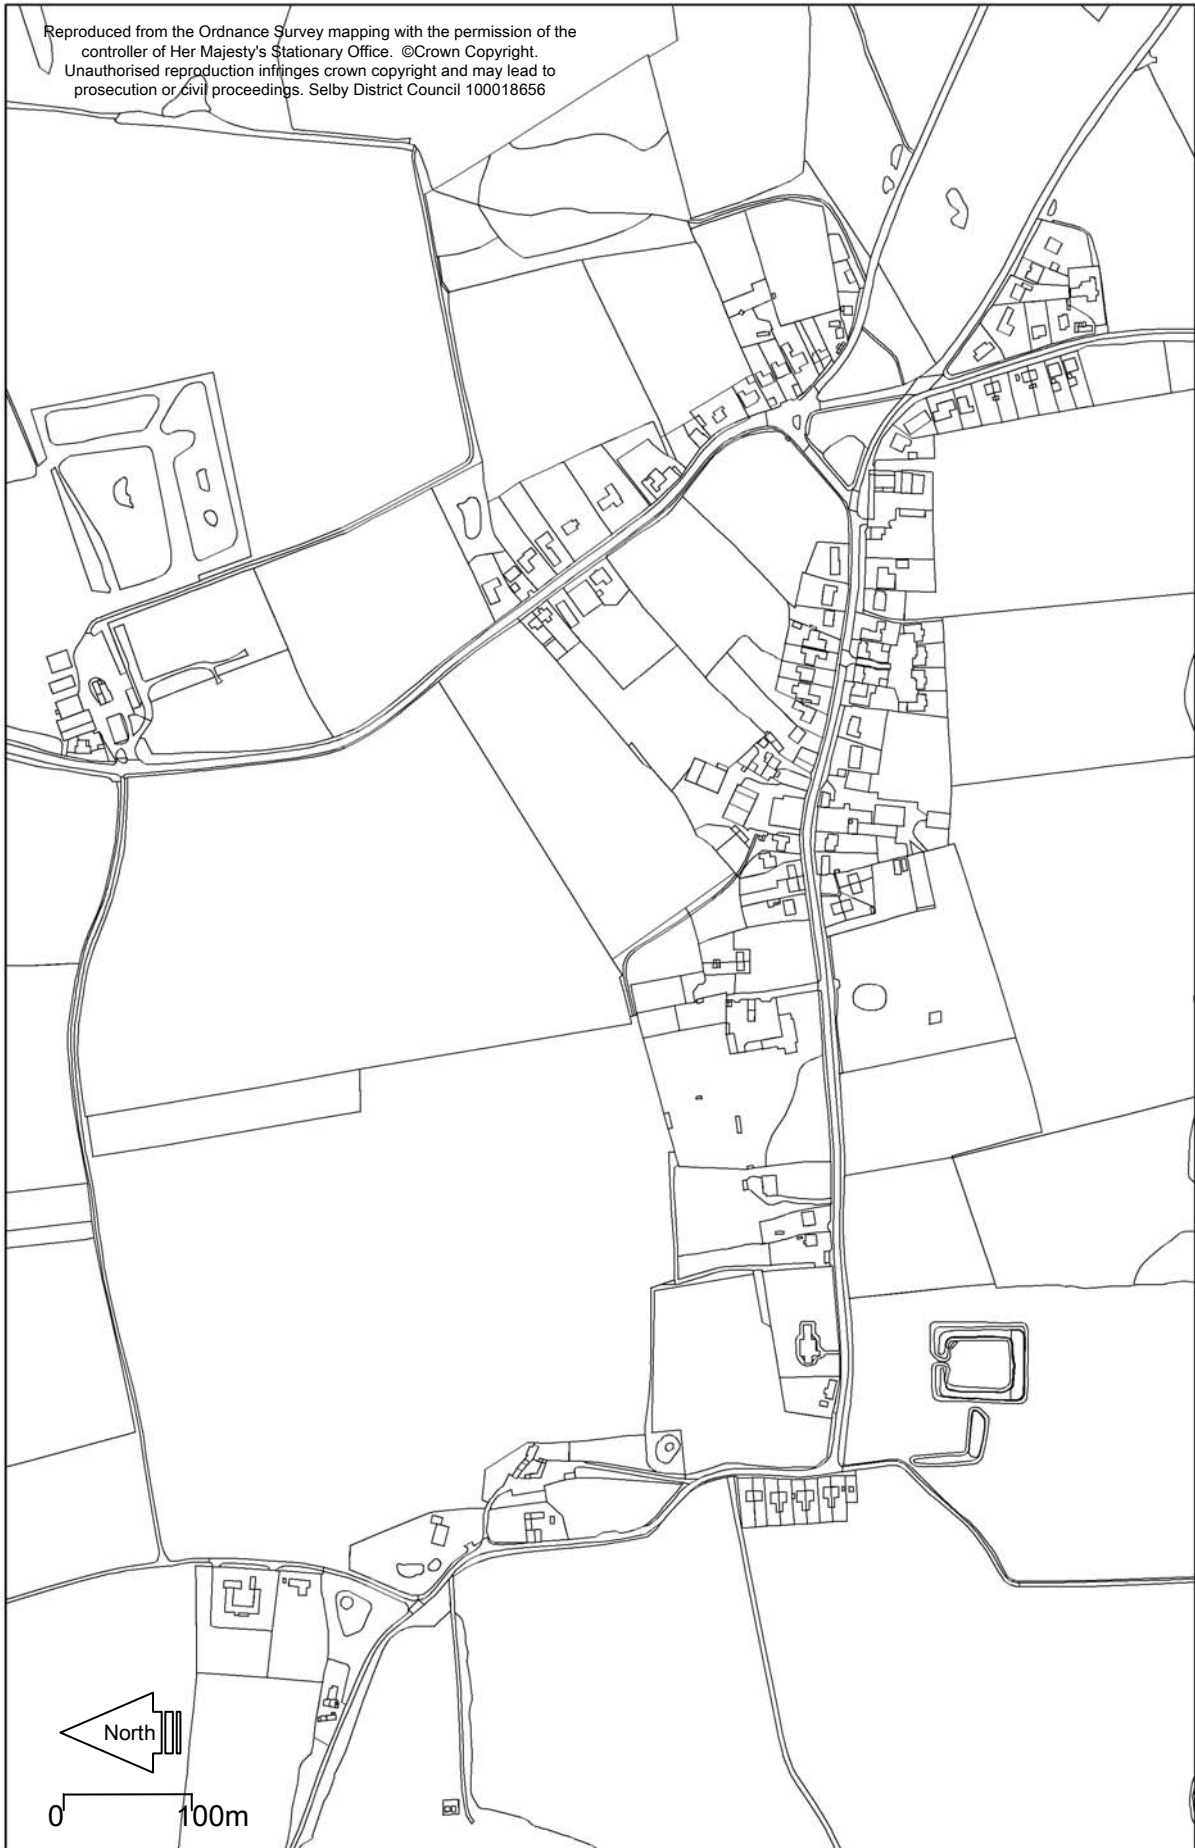 Reproduced from the Ordnance Survey mapping with the permission of the
controller of Her Majesty's Stationary Office. ©Crown Copyright.
Unauthorised reproduction infringes crown copyright and may lead to
prosecution or civil proceedings. Selby District Council 100018656
North
0 100m